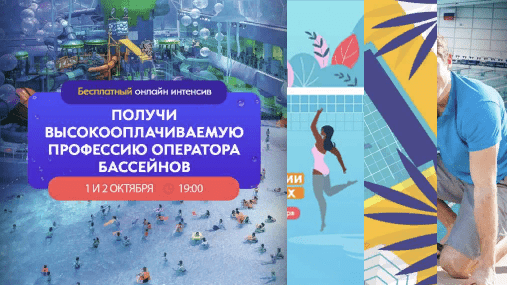 Бесплатный онлайн интенсив
ПОЛУЧИ
ВЫСОКООПЛАЧИВАЕМУЮ
ПРОФЕССИЮ ОПЕРАТОРА
БАССЕЙНОВ
1 И 2 ОКТЯБРЯ 19:00